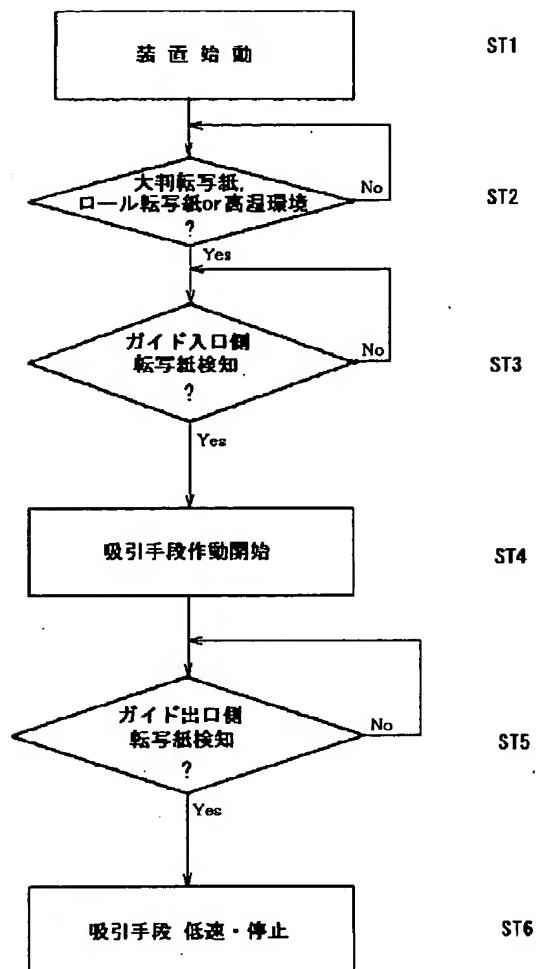 装置始動
ST1
大判転写紙,
ロール転写紙or高湿環境
?
No
ST2
Yes
ガイド入口側
転写紙検知
?
No
ST3
Yes
吸引手段作動開始
ST4
ガイド出口側
転写紙検知
?
No
ST5
Yes
吸引手段 低速・停止
ST6